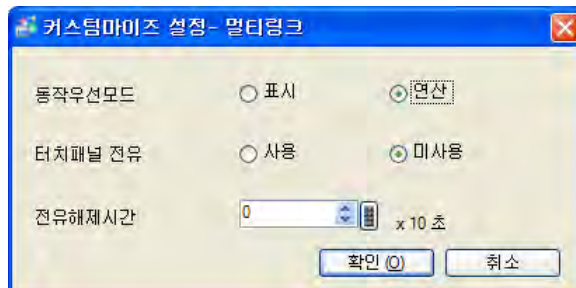 커스텀마이즈 설정- 멀티링크
동작우선모드 표시 연산
터치패널 전유 사용 미사용
전유해제시간 0 x 10 초
확인 (O) 취소